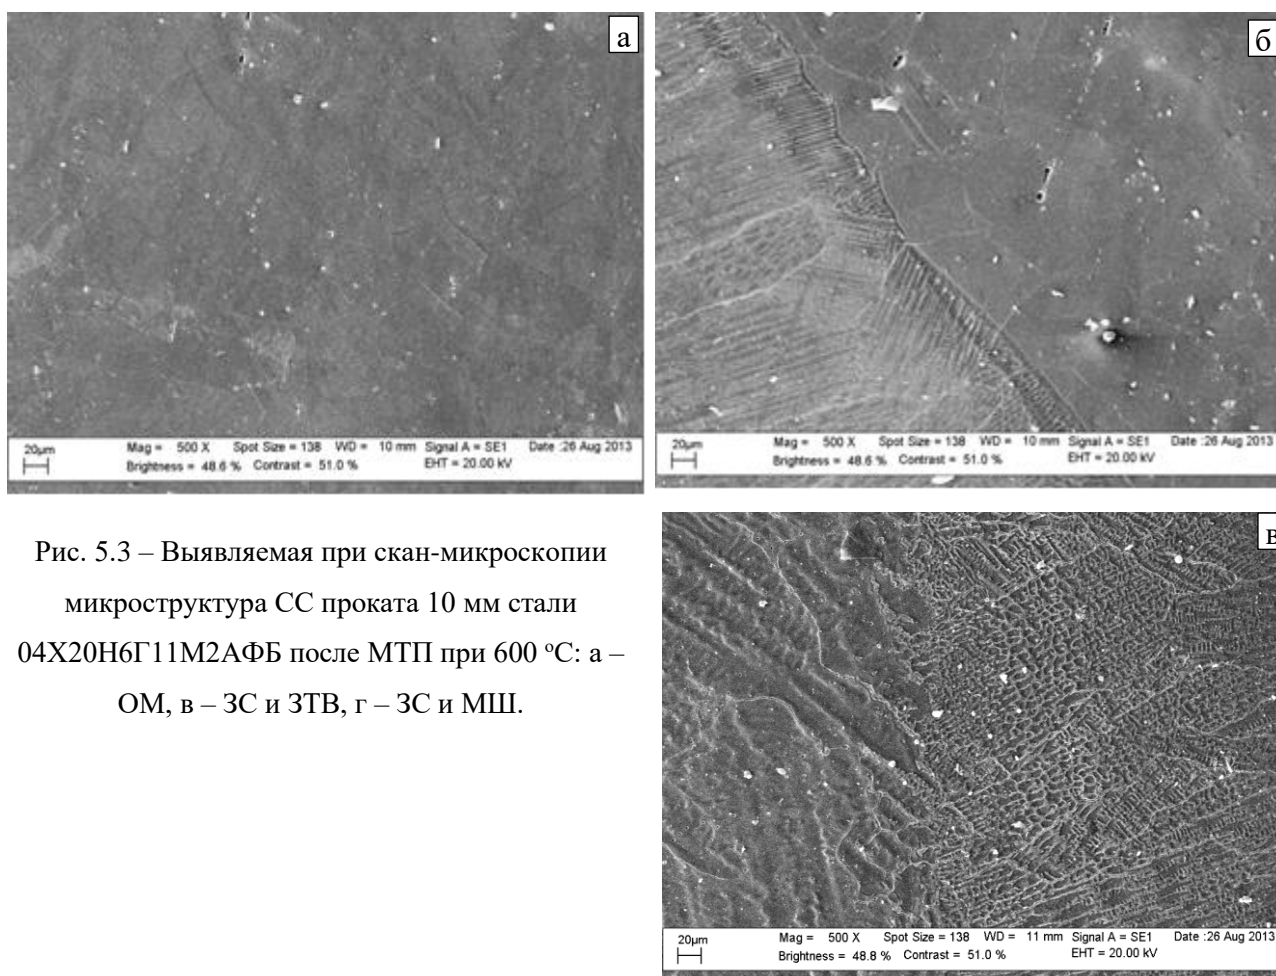 а
20µm Mag = 500 X Spot Size = 138 WD = 10 mm Signal A = SE1 Date :26 Aug 2013
Brightness = 48.6 % Contrast = 51.0 % EHT = 20.00 kV
б
20µm Mag = 500 X Spot Size = 138 WD = 10 mm Signal A = SE1 Date :26 Aug 2013
Brightness = 48.6 % Contrast = 51.0 % EHT = 20.00 kV
Рис. 5.3 – Выявляемая при скан-микроскопии
микроструктура СС проката 10 мм стали
04Х20Н6Г11М2АФБ после МТП при 600 °С: а –
ОМ, в – ЗС и ЗТВ, г – ЗС и МШ.
в
20µm Mag = 500 X Spot Size = 138 WD = 11 mm Signal A = SE1 Date :26 Aug 2013
Brightness = 48.8 % Contrast = 51.0 % EHT = 20.00 kV